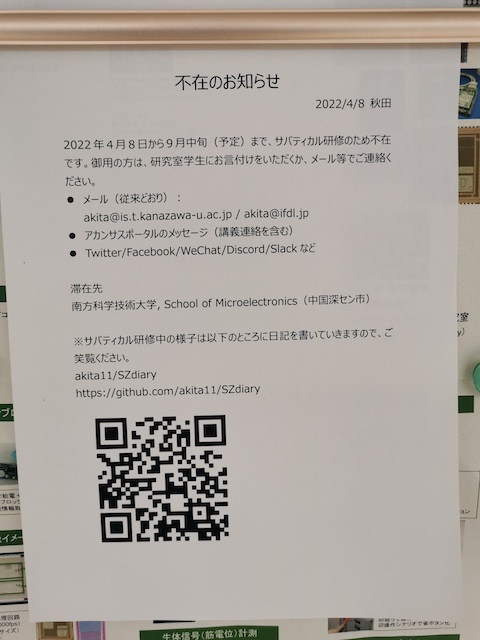 不在のお知らせ
2022/4/8 秋田
2022年4月8日から9月中旬（予定）まで、サバティカル研修のため不在
です。御用の方は、研究室学生にお言付けをいただくか、メール等でご連絡く
ださい。
● メール（従来どおり）：
akita@is.t.kanazawa-u.ac.jp / akita@ifdl.jp
● アカンサスポータルのメッセージ（講義連絡を含む）
● Twitter/Facebook/WeChat/Discord/Slackなど
滞在先
南方科学技術大学, School of Microelectronics（中国深セン市）
※サバティカル研修中の様子は以下のところに日記を書いていきますので、ご
笑覧ください。
akita11/SZdiary
https://github.com/akita11/SZdiary
生体信号(筋電位)計測